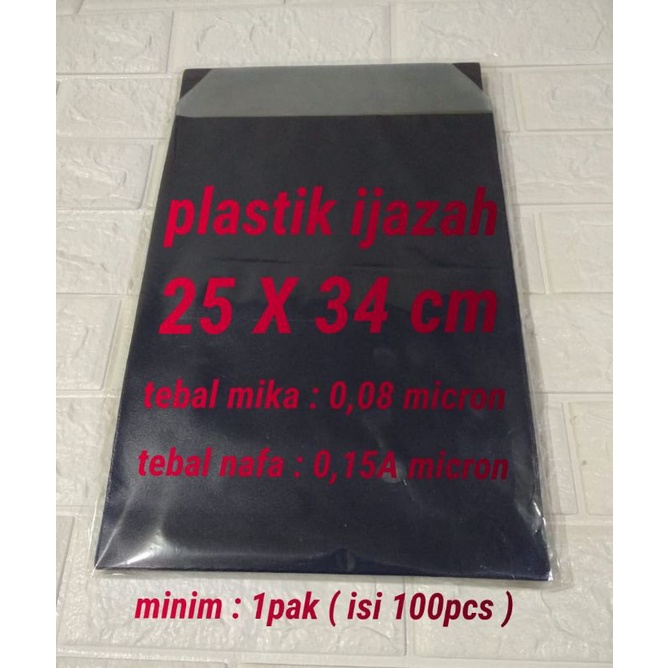 plastik ijazah
25 X 34 cm
tebal mika : 0,08 micron
tebal nafa : 0,15A micron
minim : 1pak ( isi 100pcs )